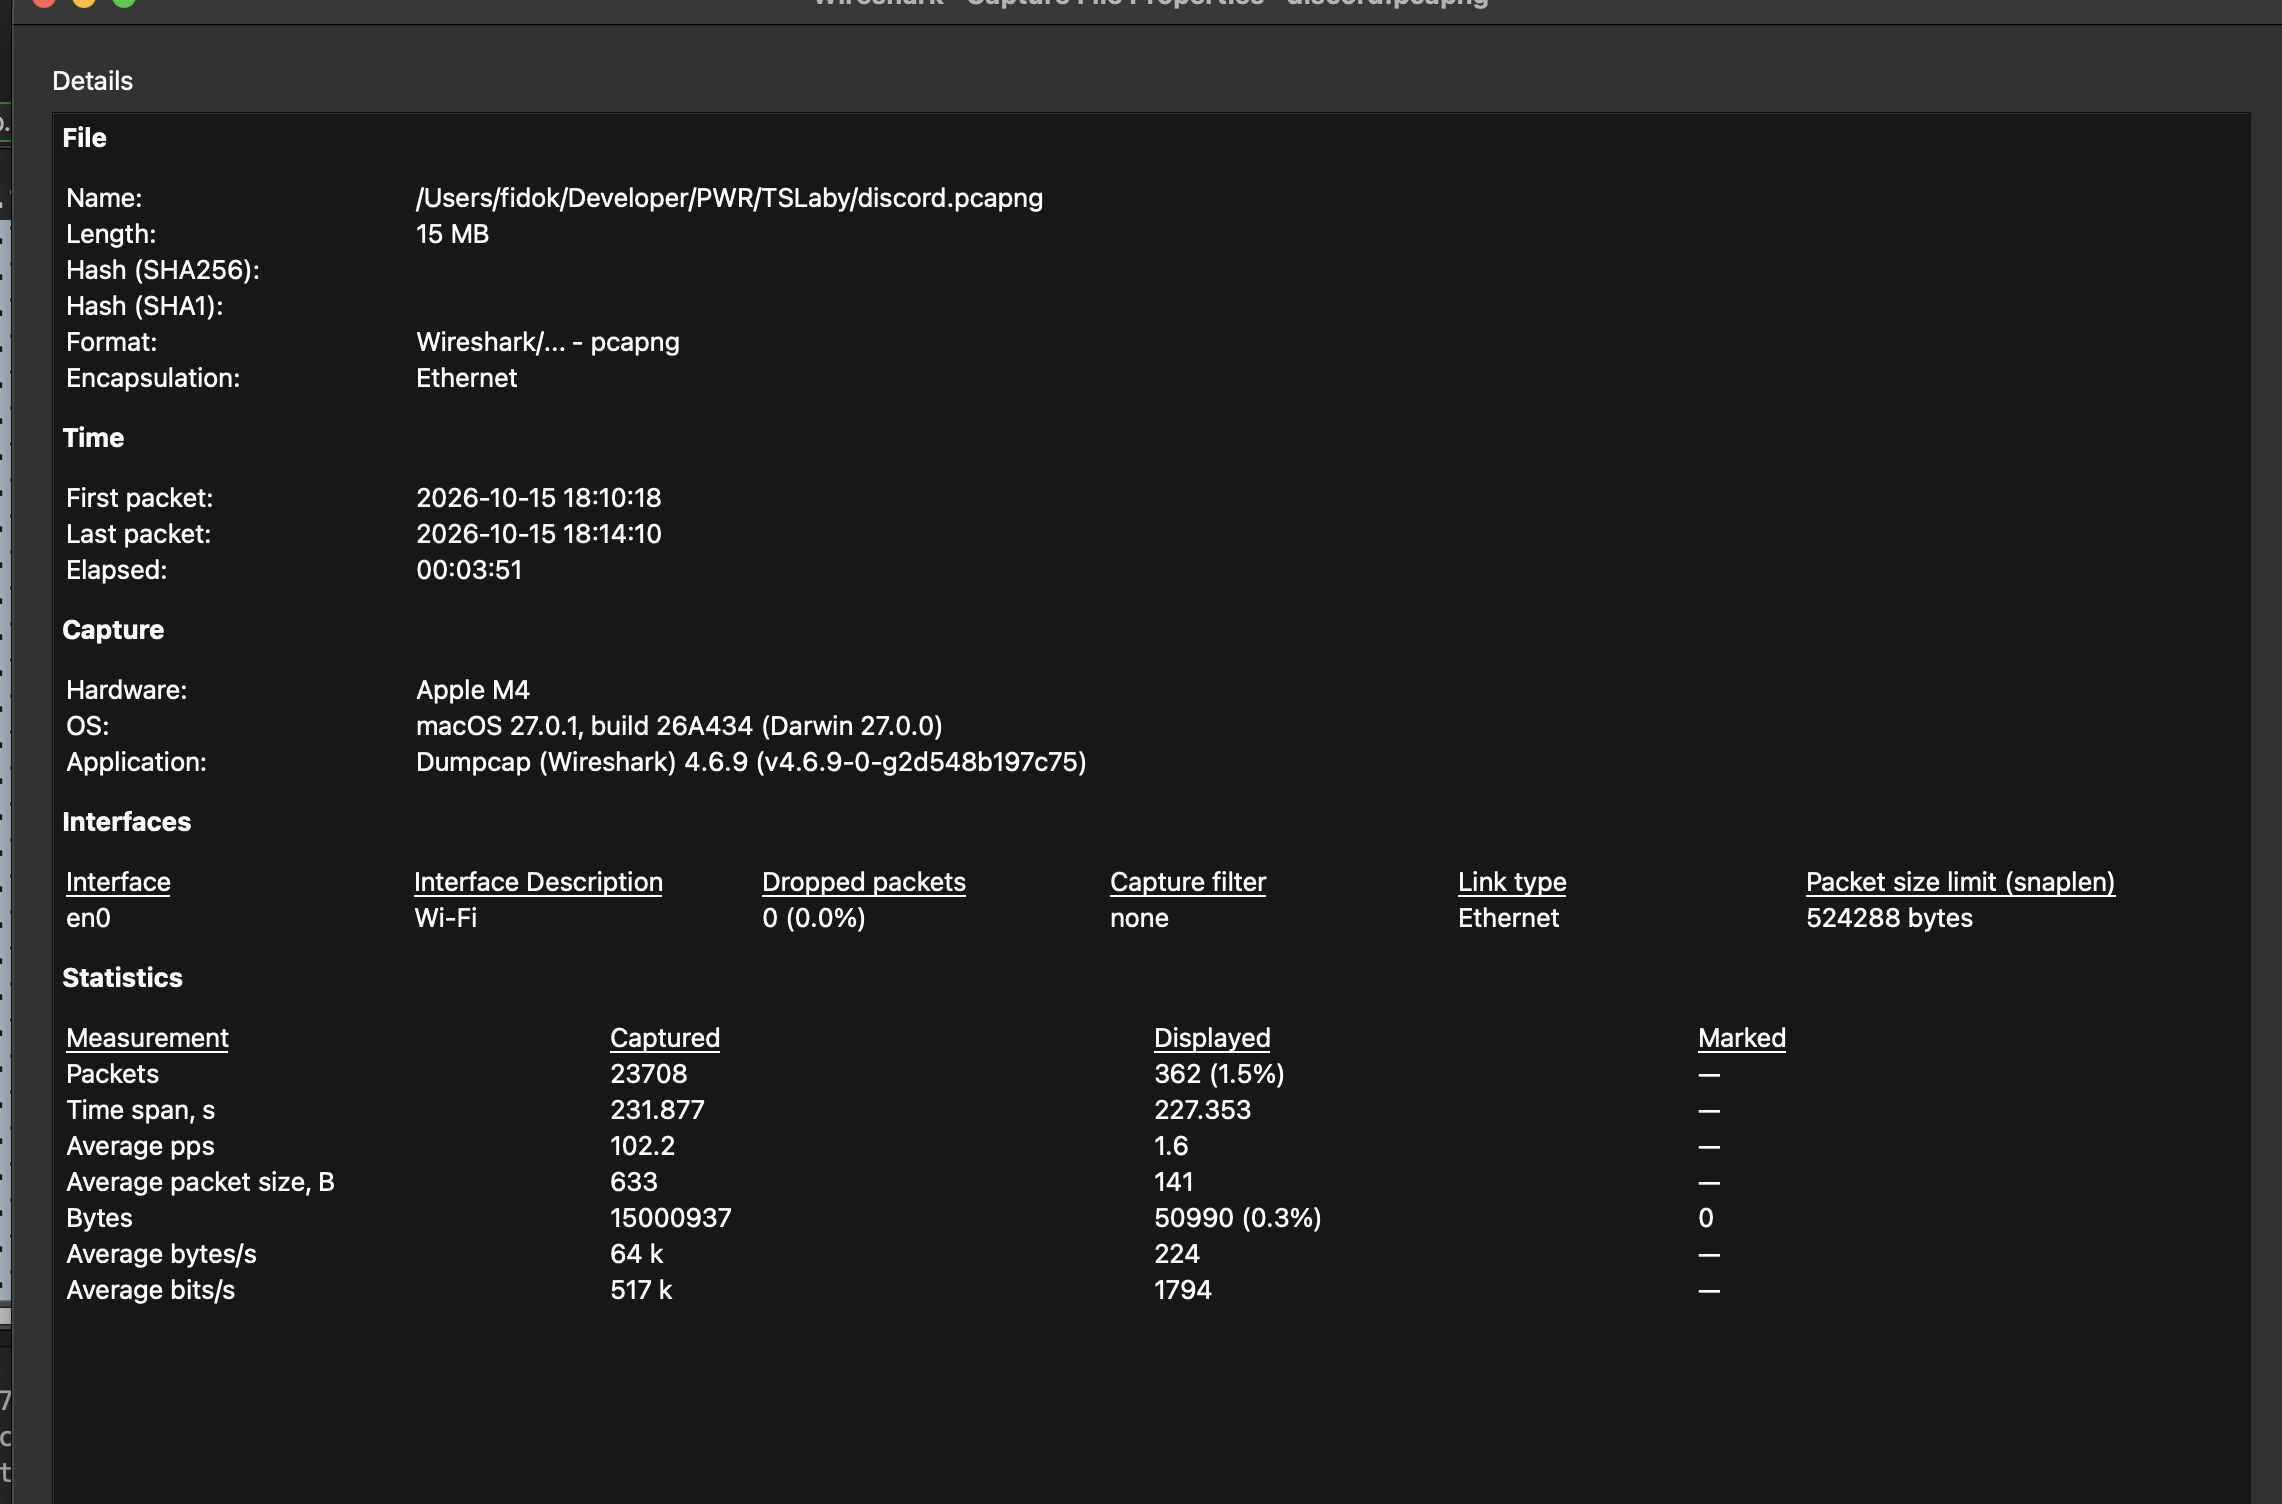 Wireshark - Capture File Properties - discord.pcapng
Details
File
Name: /Users/fidok/Developer/PWR/TSLaby/discord.pcapng
Length: 15 MB
Hash (SHA256):
Hash (SHA1):
Format: Wireshark/... - pcapng
Encapsulation: Ethernet
Time
First packet: 2026-10-15 18:10:18
Last packet: 2026-10-15 18:14:10
Elapsed: 00:03:51
Capture
Hardware: Apple M4
OS: macOS 27.0.1, build 26A434 (Darwin 27.0.0)
Application: Dumpcap (Wireshark) 4.6.9 (v4.6.9-0-g2d548b197c75)
Interfaces
Interface Interface Description Dropped packets Capture filter Link type Packet size limit (snaplen)
en0 Wi-Fi 0 (0.0%) none Ethernet 524288 bytes
Statistics
Measurement Captured Displayed Marked
Packets 23708 362 (1.5%) —
Time span, s 231.877 227.353 —
Average pps 102.2 1.6 —
Average packet size, B 633 141 —
Bytes 15000937 50990 (0.3%) 0
Average bytes/s 64 k 224 —
Average bits/s 517 k 1794 —